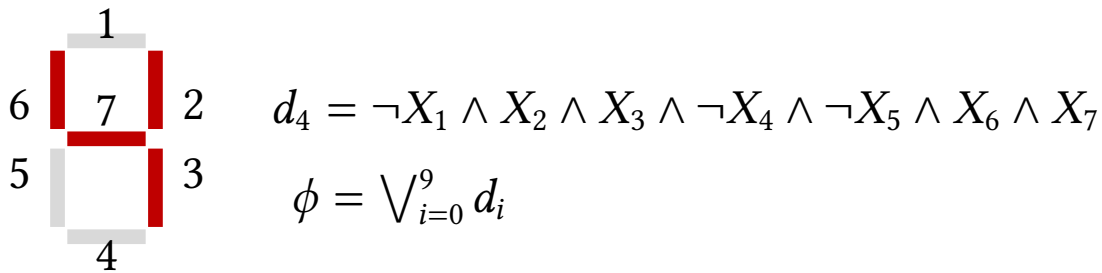 1
6 7 2
5 3
4
d₄ = ¬X₁ ∧ X₂ ∧ X₃ ∧ ¬X₄ ∧ ¬X₅ ∧ X₆ ∧ X₇
ϕ = ⋁⁹ᵢ₌₀ dᵢ